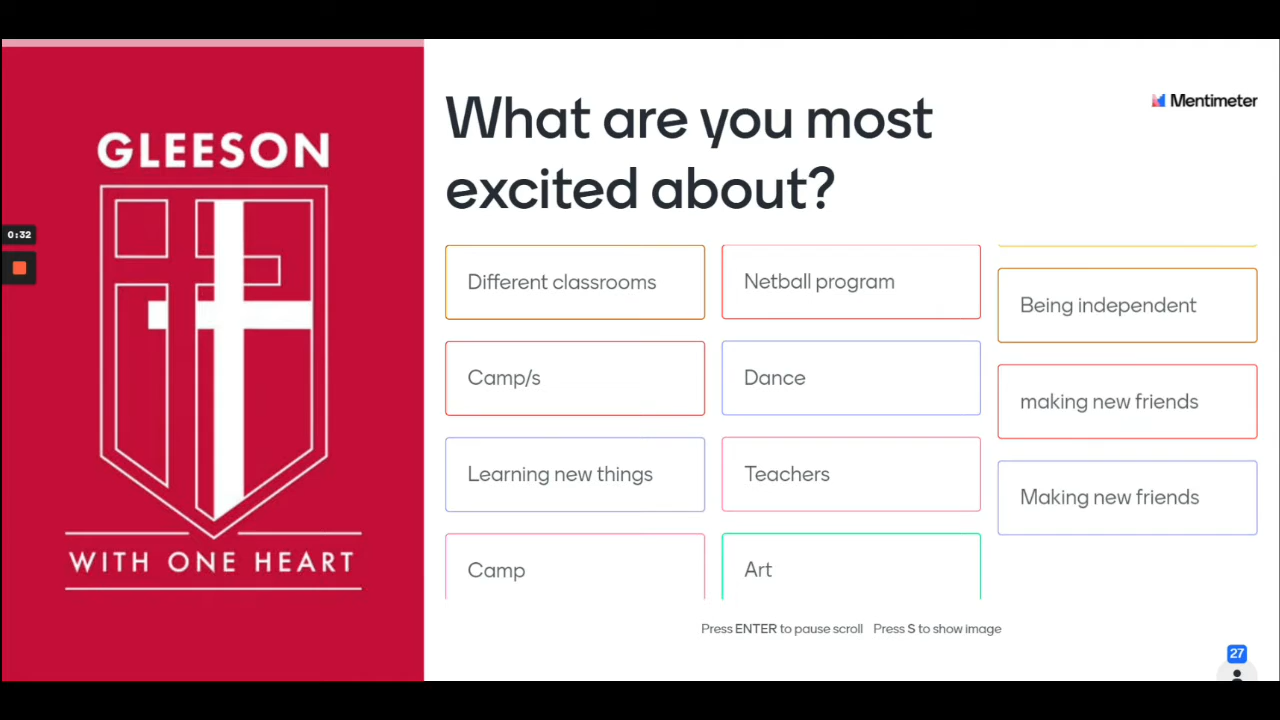 GLEESON
WITH ONE HEART
0:32
Mentimeter
What are you most
excited about?
Different classrooms
Camp/s
Learning new things
Camp
Netball program
Dance
Teachers
Art
Being independent
making new friends
Making new friends
Press ENTER to pause scroll Press S to show image
27